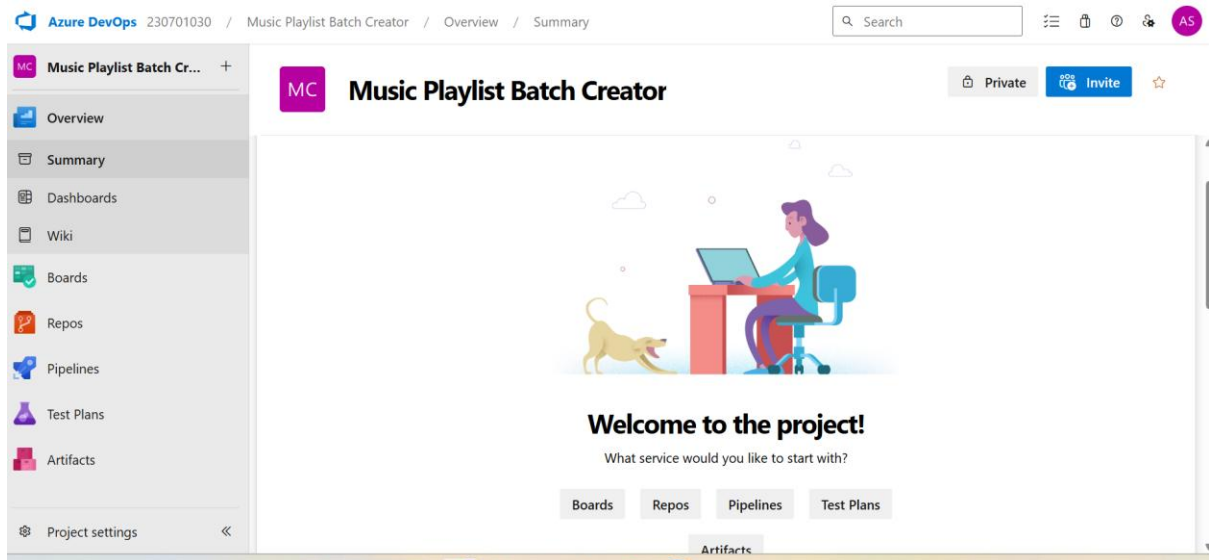 Azure DevOps 230701030 / Music Playlist Batch Creator / Overview / Summary
Search
AS
MC Music Playlist Batch Cr... +
Overview
Summary
Dashboards
Wiki
Boards
Repos
Pipelines
Test Plans
Artifacts
Project settings
MC Music Playlist Batch Creator
Private
Invite
Welcome to the project!
What service would you like to start with?
Boards Repos Pipelines Test Plans
Artifacts